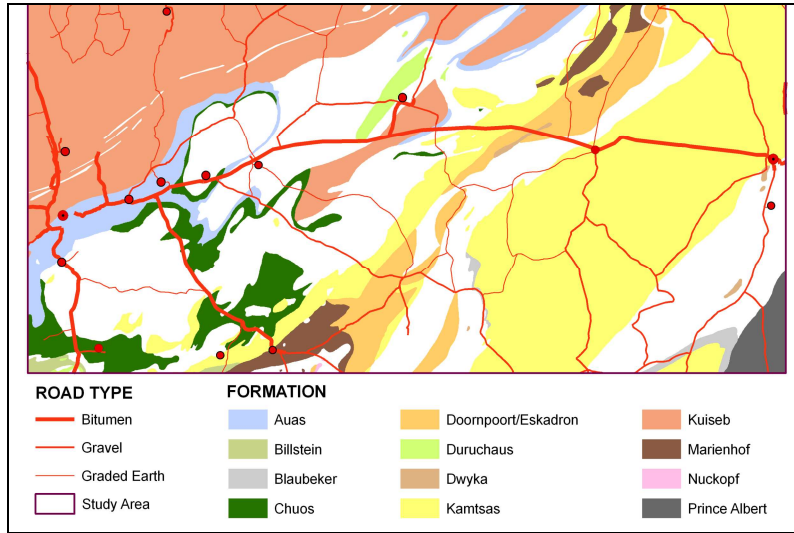 ROAD TYPE
Bitumen
Gravel
Graded Earth
Study Area
FORMATION
Auas
Billstein
Blaubeker
Chuos
Doornpoort/Eskadron
Duruchaus
Dwyka
Kamtsas
Kuiseb
Marienhof
Nuckopf
Prince Albert